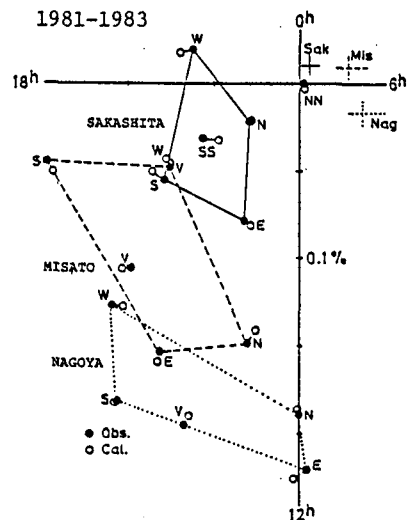 1981-1983
0h
W
Sak
Mis
18h
6h
NN
Nag
SAKASHITA
N
SS
W
S
V
S
E
0.1%
MISATO
V
W
N
NAGOYA
E
S
V
N
Obs.
Cal.
E
12h